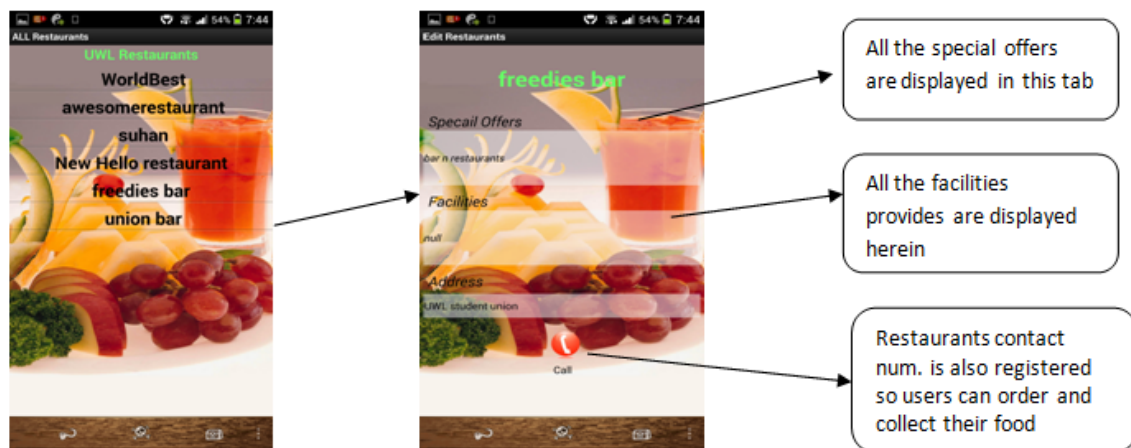 54% 7:44
ALL Restaurants
UWL Restaurants
WorldBest
awesomerestaurant
suhan
New Hello restaurant
freedies bar
union bar
54% 7:44
Edit Restaurants
freedies bar
Specail Offers
bar n restaurants
Facilities
null
Address
UWL student union
Call
All the special offers
are displayed in this tab
All the facilities
provides are displayed
herein
Restaurants contact
num. is also registered
so users can order and
collect their food